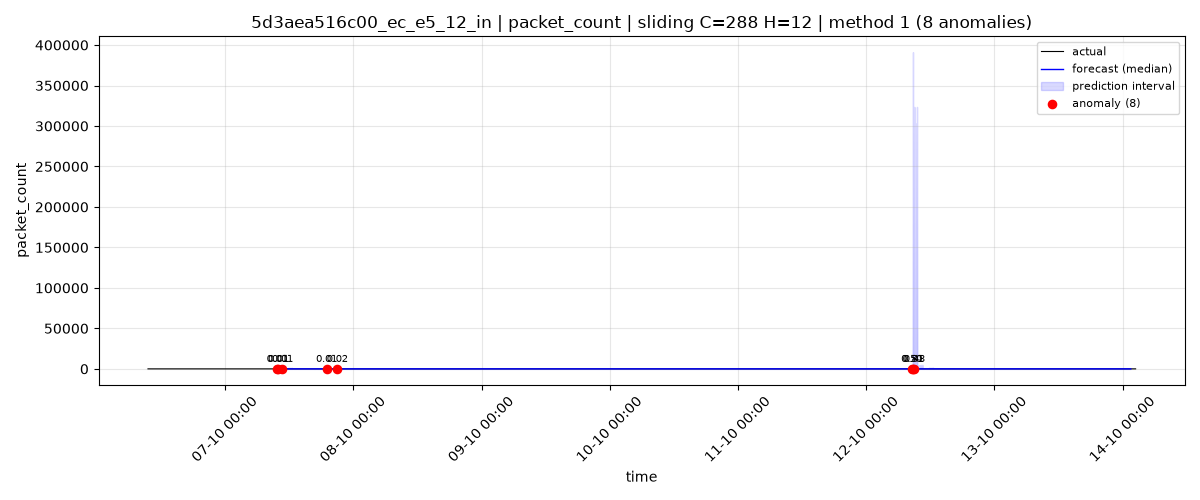 5d3aea516c00_ec_e5_12_in | packet_count | sliding C=288 H=12 | method 1 (8 anomalies)
actual
forecast (median)
prediction interval
anomaly (8)
packet_count
400000
350000
300000
250000
200000
150000
100000
50000
0
07-10 00:00
08-10 00:00
09-10 00:00
10-10 00:00
11-10 00:00
12-10 00:00
13-10 00:00
14-10 00:00
time